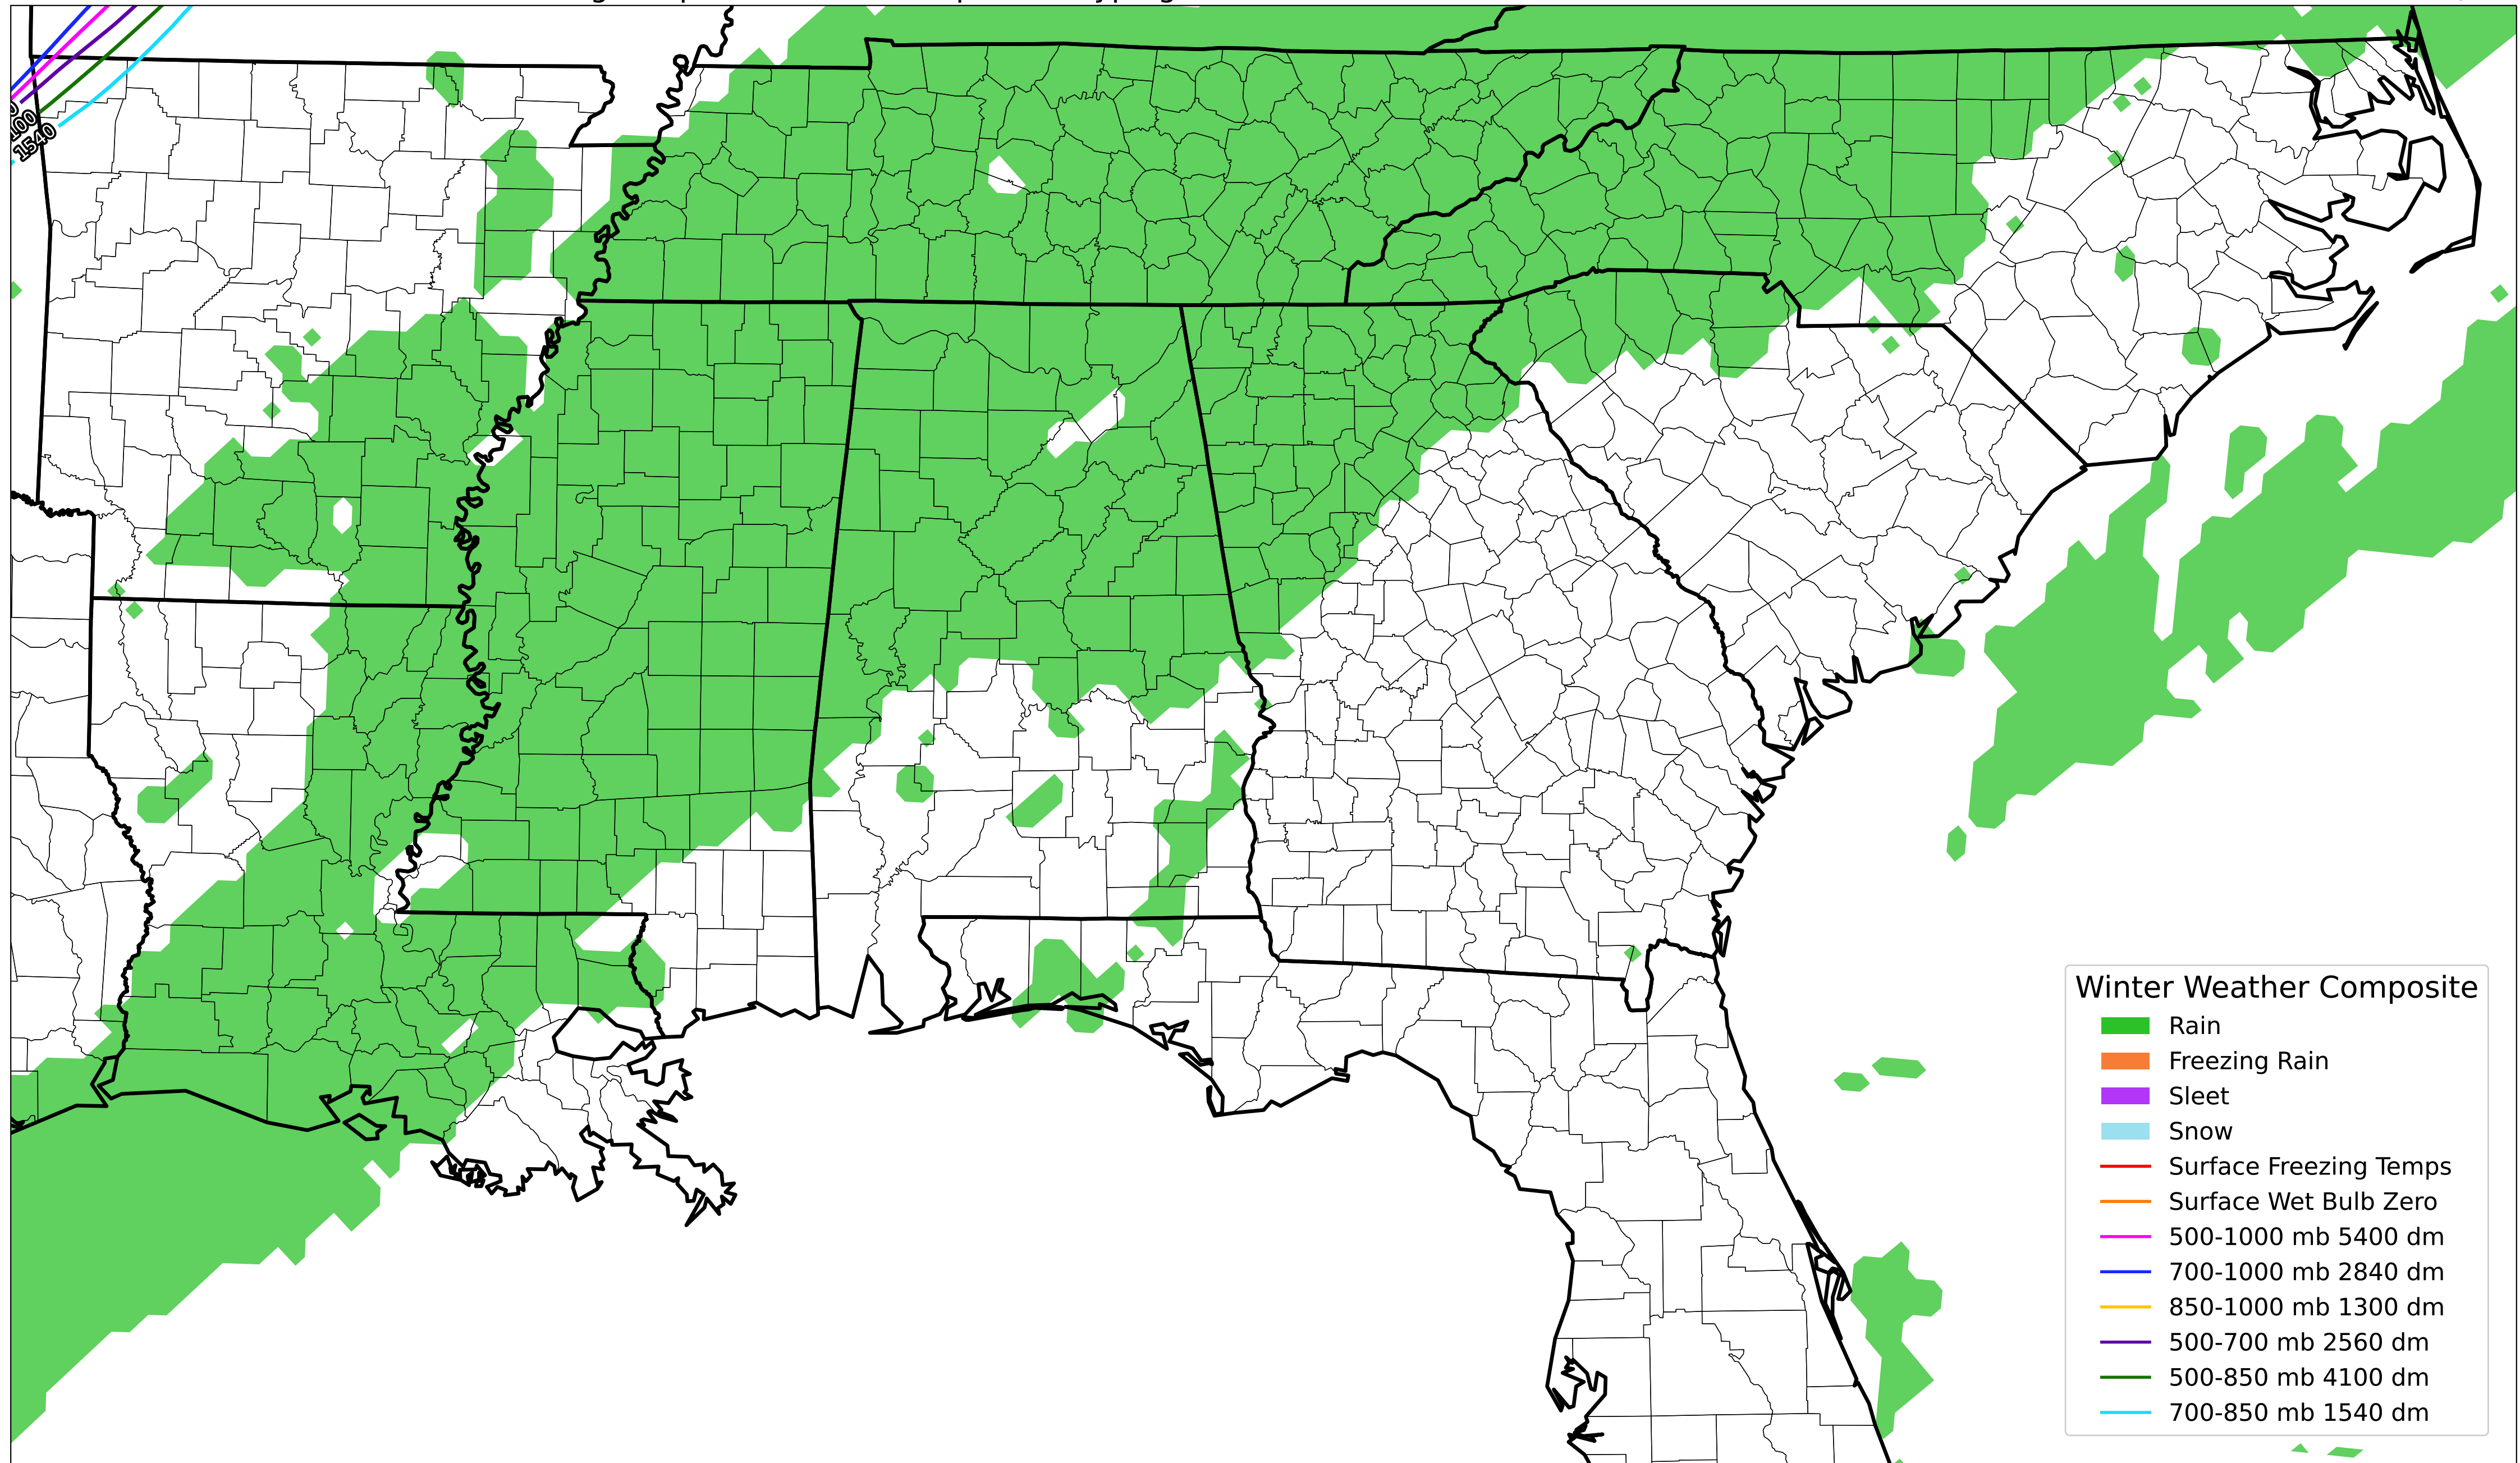 100
1540
Winter Weather Composite
Rain
Freezing Rain
Sleet
Snow
Surface Freezing Temps
Surface Wet Bulb Zero
500-1000 mb 5400 dm
700-1000 mb 2840 dm
850-1000 mb 1300 dm
500-700 mb 2560 dm
500-850 mb 4100 dm
700-850 mb 1540 dm